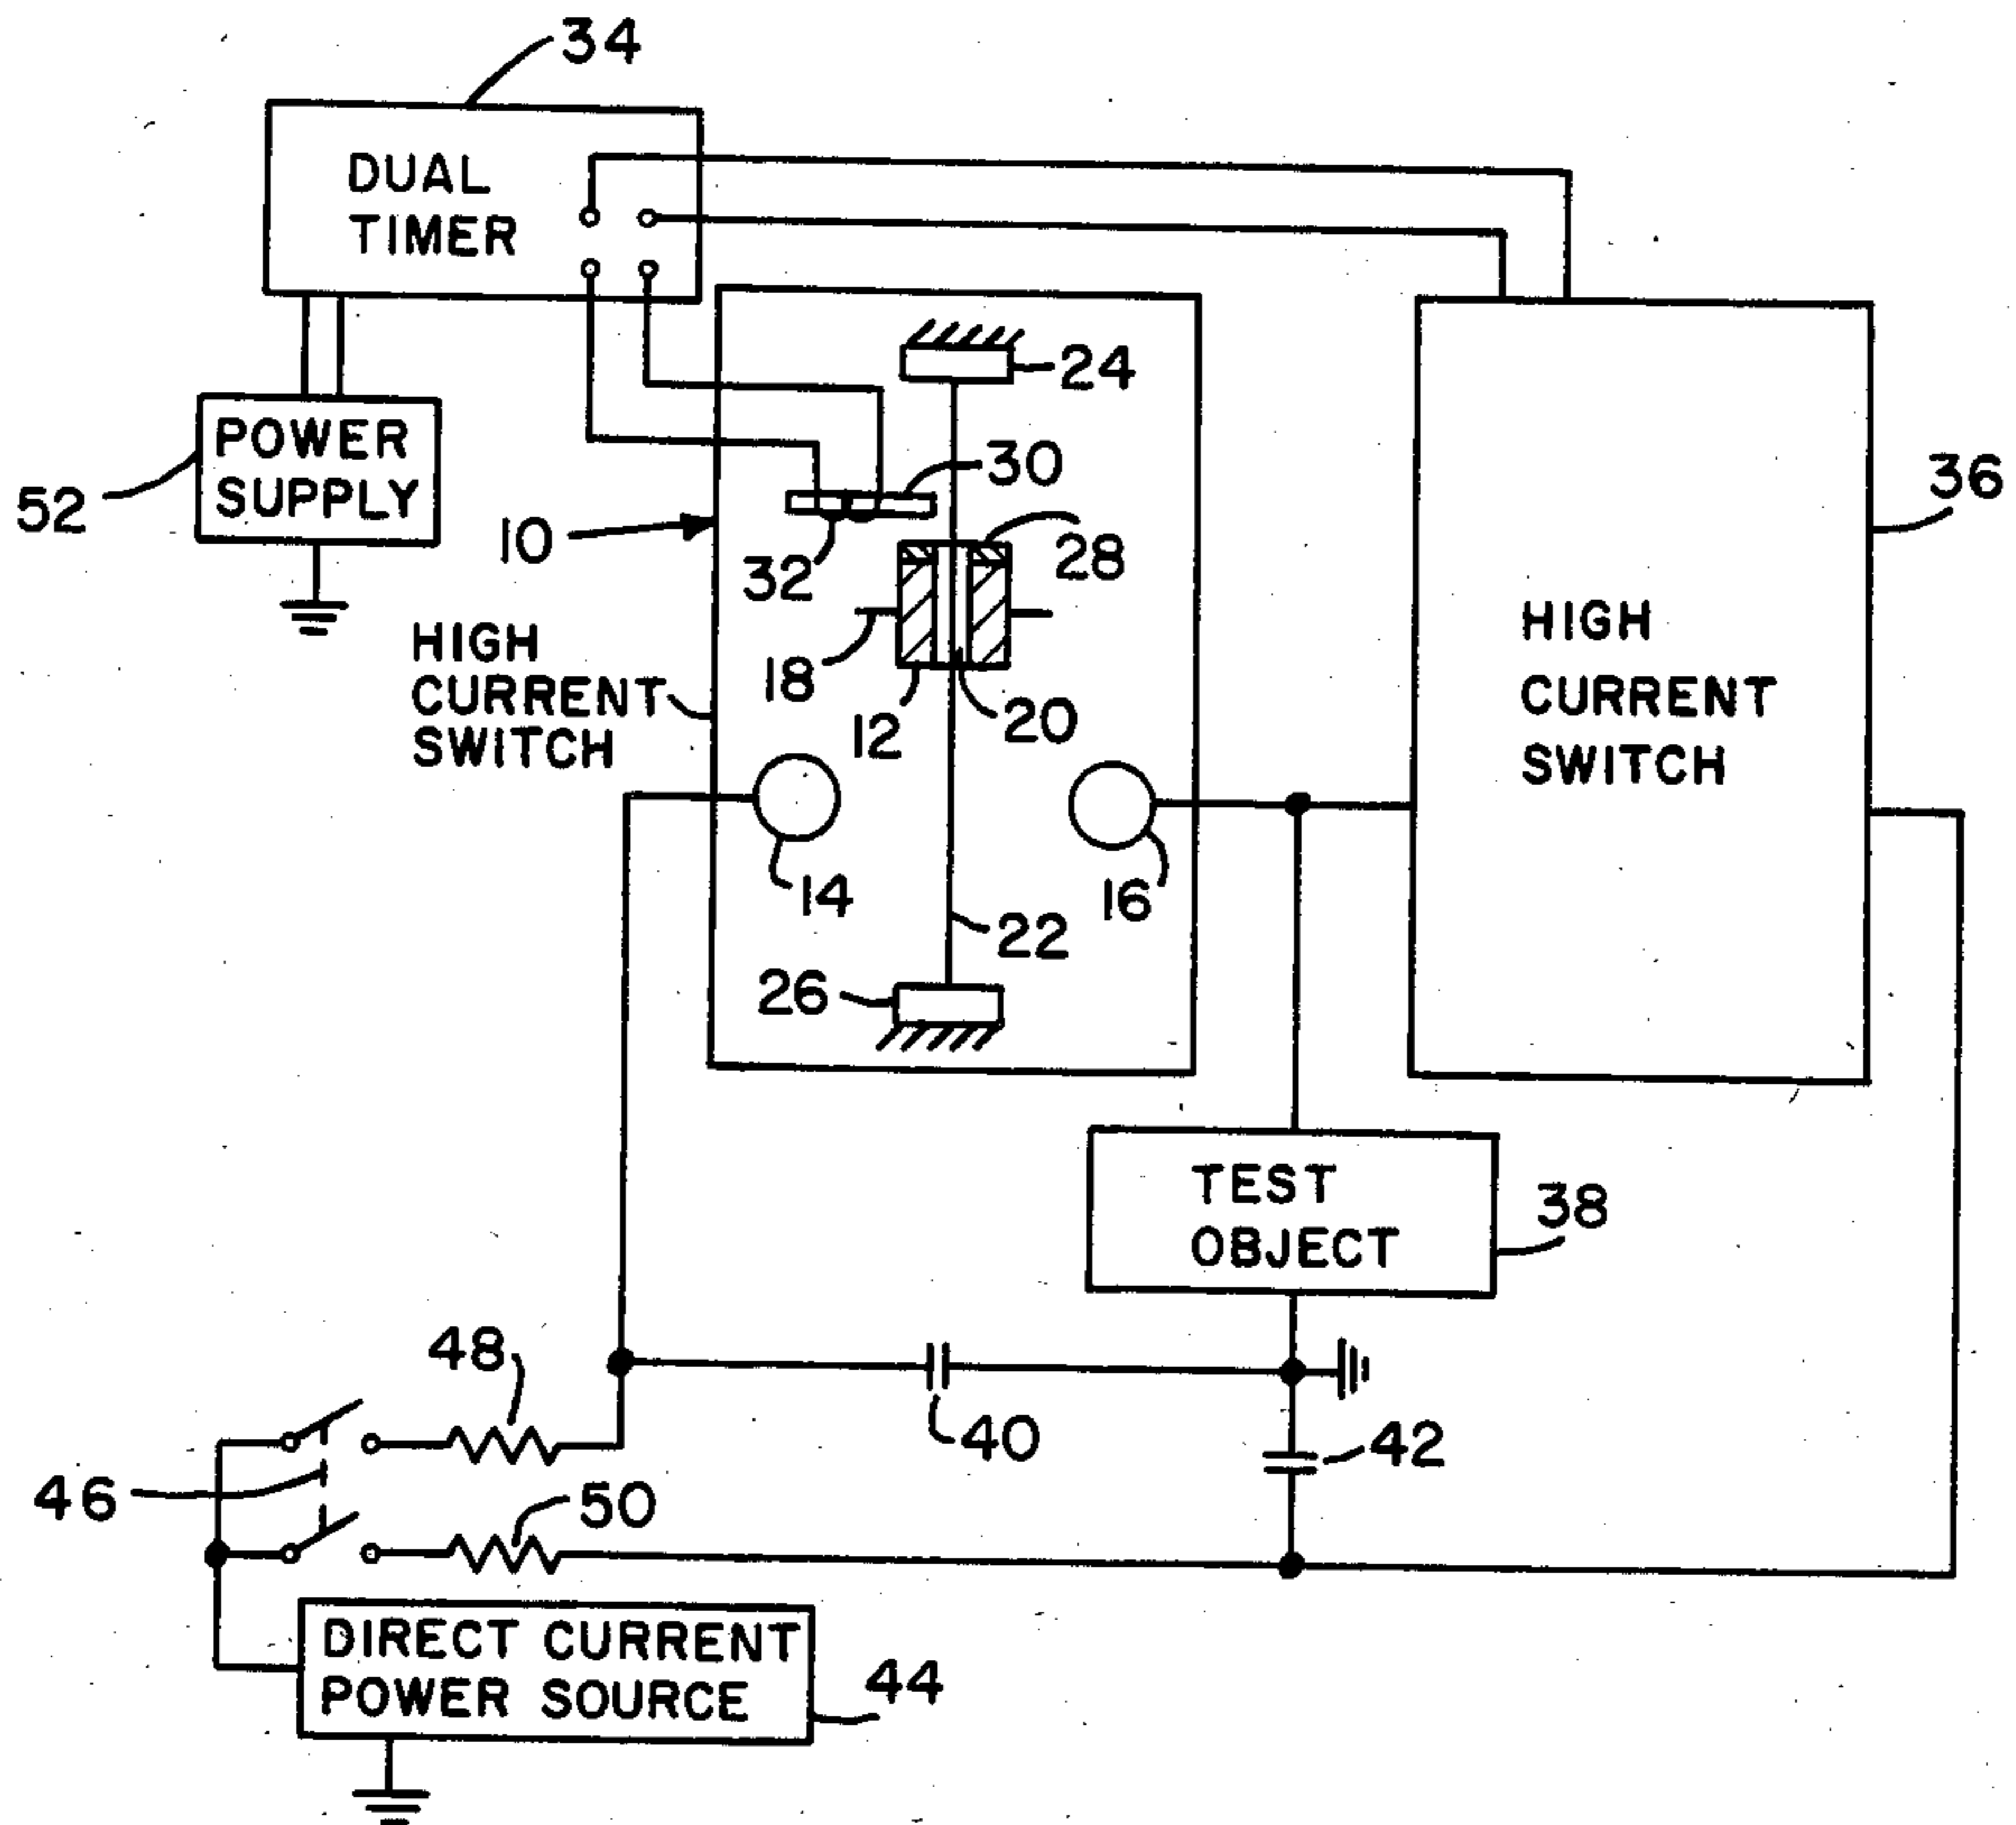 34
DUAL
TIMER
24
POWER
SUPPLY
52
30
36
10
32
28
HIGH
CURRENT
SWITCH
18
12
20
HIGH
CURRENT
SWITCH
14
16
22
26
TEST
OBJECT
38
48
40
42
46
50
DIRECT CURRENT
POWER SOURCE
44